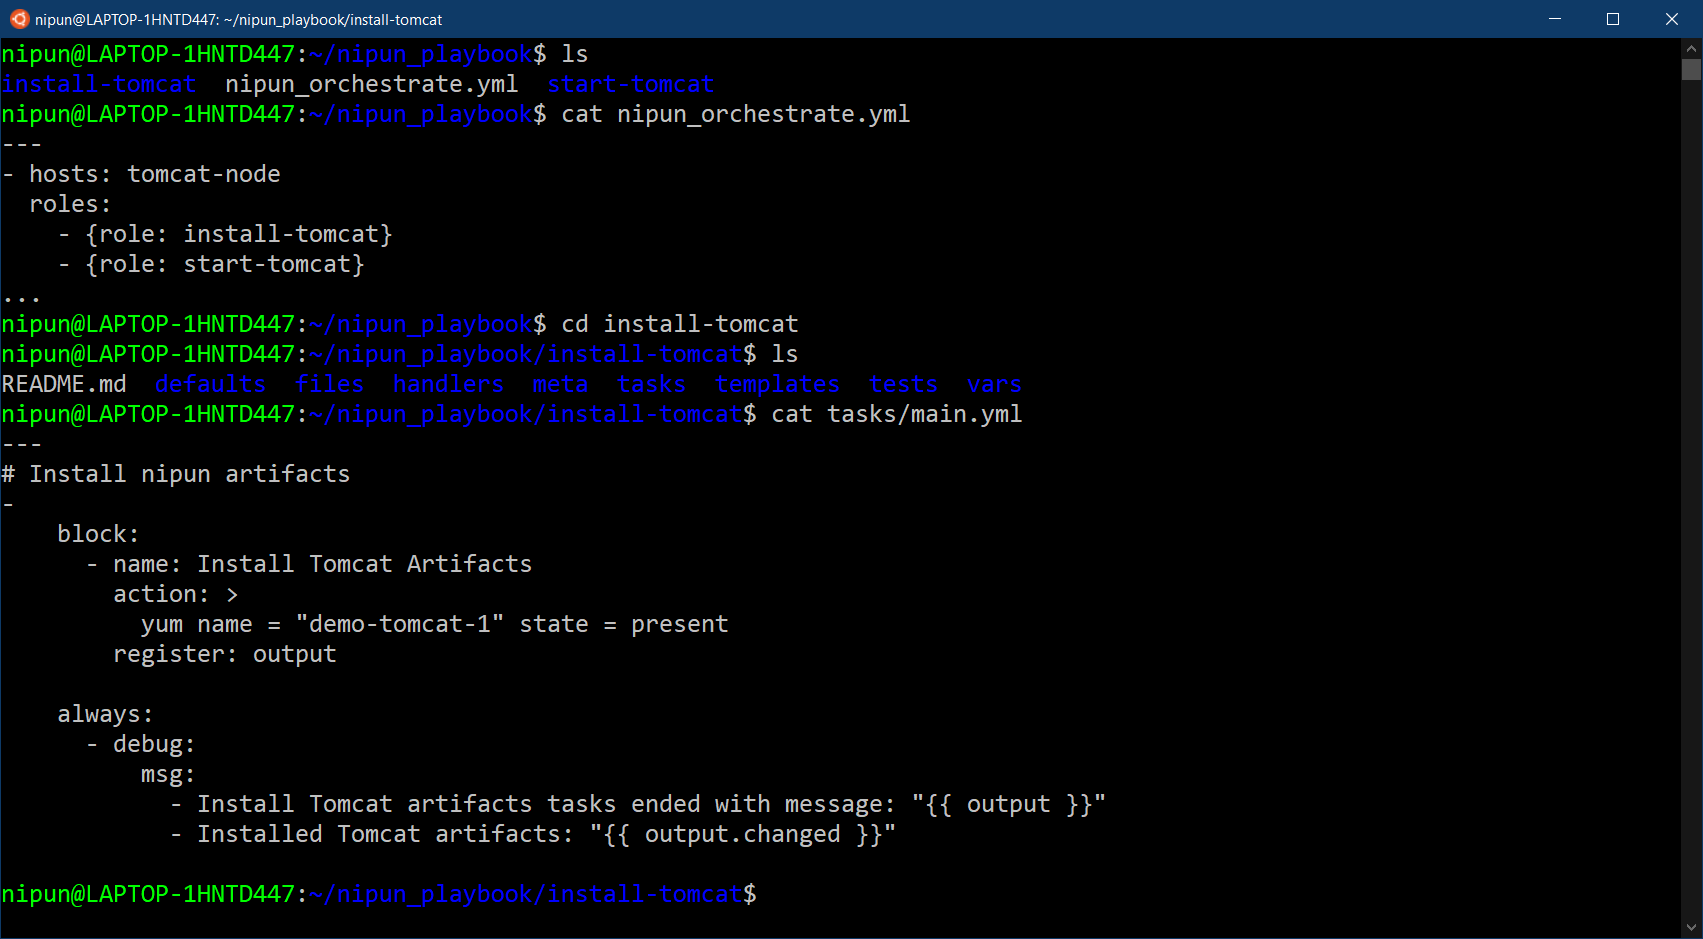 nipun@LAPTOP-1HNTD447: ~/nipun_playbook/install-tomcat
nipun@LAPTOP-1HNTD447:~/nipun_playbook$ ls
install-tomcat  nipun_orchestrate.yml  start-tomcat
nipun@LAPTOP-1HNTD447:~/nipun_playbook$ cat nipun_orchestrate.yml
---
- hosts: tomcat-node
  roles:
    - {role: install-tomcat}
    - {role: start-tomcat}
...
nipun@LAPTOP-1HNTD447:~/nipun_playbook$ cd install-tomcat
nipun@LAPTOP-1HNTD447:~/nipun_playbook/install-tomcat$ ls
README.md  defaults  files  handlers  meta  tasks  templates  tests  vars
nipun@LAPTOP-1HNTD447:~/nipun_playbook/install-tomcat$ cat tasks/main.yml
---
# Install nipun artifacts
-
    block:
      - name: Install Tomcat Artifacts
        action: >
          yum name = "demo-tomcat-1" state = present
        register: output

    always:
      - debug:
          msg:
            - Install Tomcat artifacts tasks ended with message: "{{ output }}"
            - Installed Tomcat artifacts: "{{ output.changed }}"

nipun@LAPTOP-1HNTD447:~/nipun_playbook/install-tomcat$